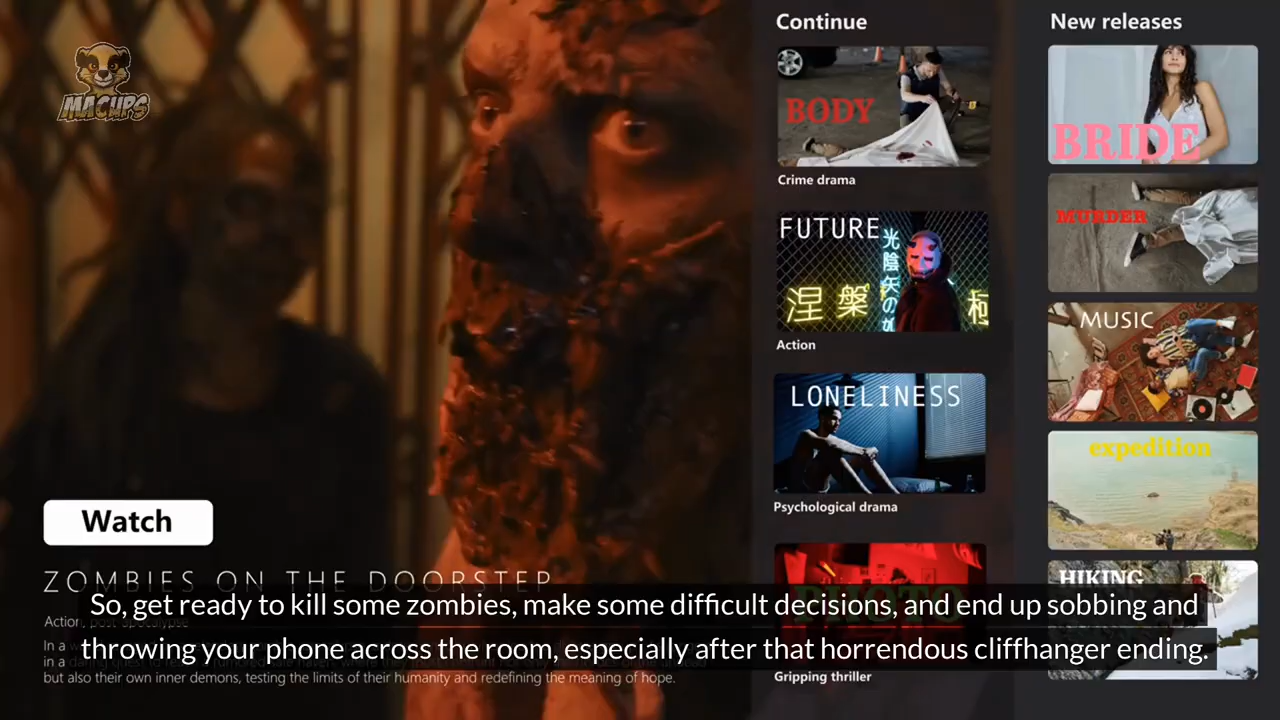 MACUPS
Continue
New releases
BODY
BRIDE
Crime drama
MURDER
FUTURE
光陰矢の如
涅槃
極
MUSIC
Action
LONELINESS
expedition
Watch
Psychological drama
ZOMBIES ON THE DOORSTEP
HIKING
PHOTO
So, get ready to kill some zombies, make some difficult decisions, and end up sobbing and
throwing your phone across the room, especially after that horrendous cliffhanger ending.
Action, post-apocalypse
In a
in a
but also their own inner demons, testing the limits of their humanity and redefining the meaning of hope.
Gripping thriller